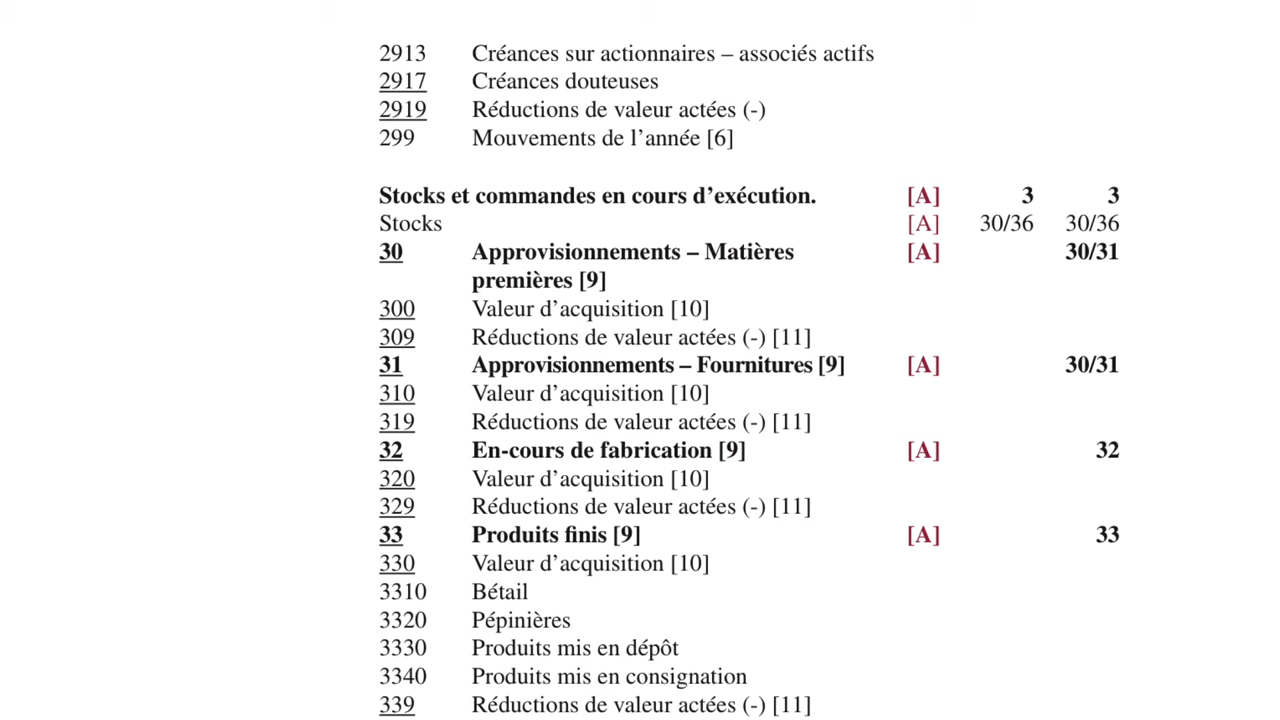 2913 Créances sur actionnaires – associés actifs
2917 Créances douteuses
2919 Réductions de valeur actées (-)
299 Mouvements de l’année [6]
Stocks et commandes en cours d’exécution. [A] 3 3
Stocks [A] 30/36 30/36
30 Approvisionnements – Matières [A] 30/31
premières [9]
300 Valeur d’acquisition [10]
309 Réductions de valeur actées (-) [11]
31 Approvisionnements – Fournitures [9] [A] 30/31
310 Valeur d’acquisition [10]
319 Réductions de valeur actées (-) [11]
32 En-cours de fabrication [9] [A] 32
320 Valeur d’acquisition [10]
329 Réductions de valeur actées (-) [11]
33 Produits finis [9] [A] 33
330 Valeur d’acquisition [10]
3310 Bétail
3320 Pépinières
3330 Produits mis en dépôt
3340 Produits mis en consignation
339 Réductions de valeur actées (-) [11]